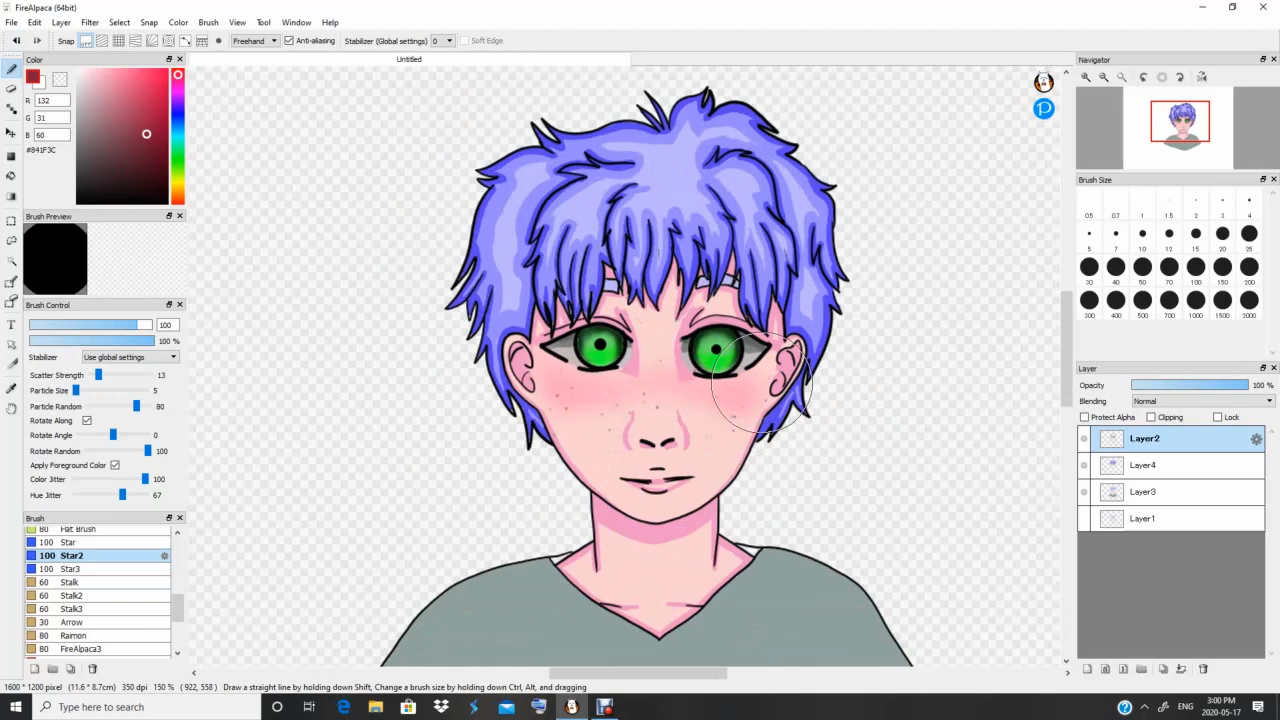 FireAlpaca (64bit)
File Edit Layer Filter Select Snap Color Brush View Tool Window Help
Snap OFF Freehand Anti-aliasing Stabilizer (Global settings) 0 Soft Edge
Color
Untitled
Navigator
R 132
G 31
B 60
#841F3C
Brush Size
0.5 0.7 1 1.5 2 3 4
5 7 10 12 15 20 25
30 40 50 70 100 150 200
300 400 500 700 1000 1500 2000
Brush Preview
Brush Control
100
100 %
Stabilizer Use global settings
Scatter Strength 13
Particle Size 5
Particle Random 80
Rotate Along
Rotate Angle 0
Rotate Random 100
Apply Foreground Color
Color Jitter 100
Hue Jitter 67
Layer
Opacity 100 %
Blending Normal
Protect Alpha Clipping Lock
Layer2
Layer4
Layer3
Layer1
Brush
80 Flat Brush
100 Star
100 Star2
100 Star3
60 Stalk
60 Stalk2
60 Stalk3
30 Arrow
80 Raimon
80 FireAlpaca3
1600 * 1200 pixel (11.6 * 8.7cm) 350 dpi 150 % ( 922, 558 ) Draw a straight line by holding down Shift, Change a brush size by holding down Ctrl, Alt, and dragging
Type here to search
ENG
3:00 PM
2020-05-17